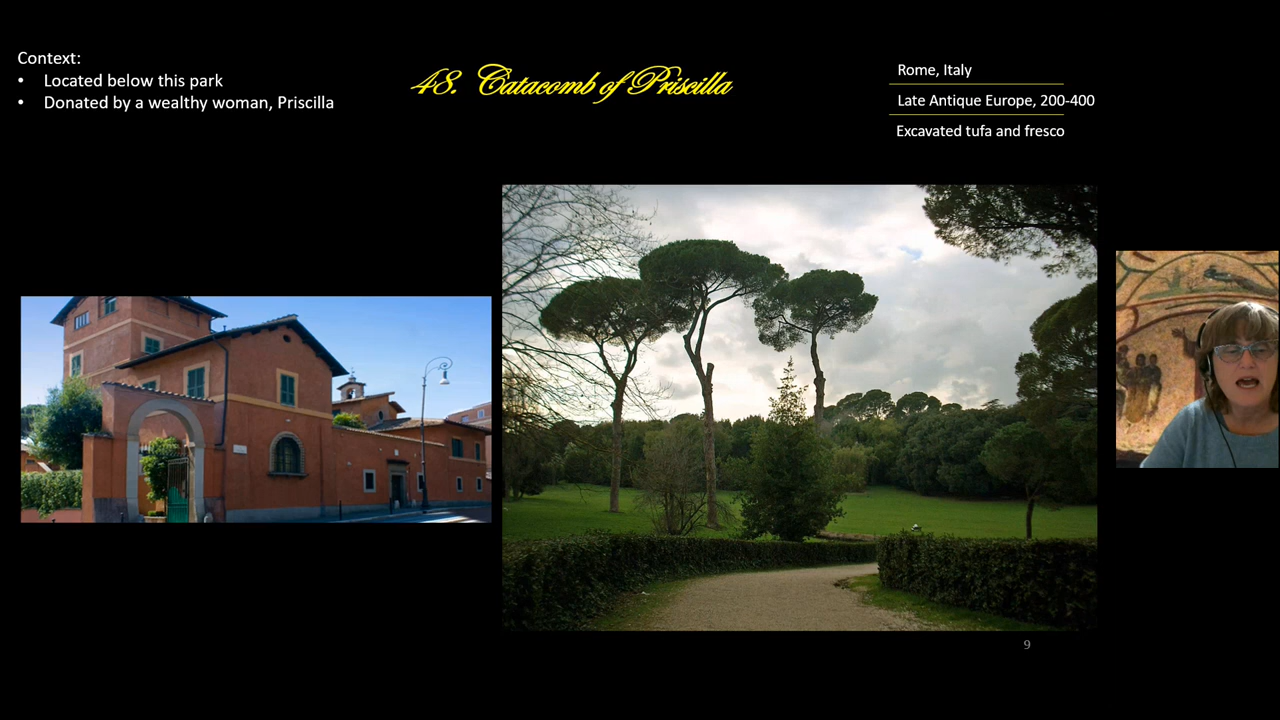 Context:
• Located below this park
• Donated by a wealthy woman, Priscilla
48. Catacomb of Priscilla
Rome, Italy
Late Antique Europe, 200-400
Excavated tufa and fresco
9